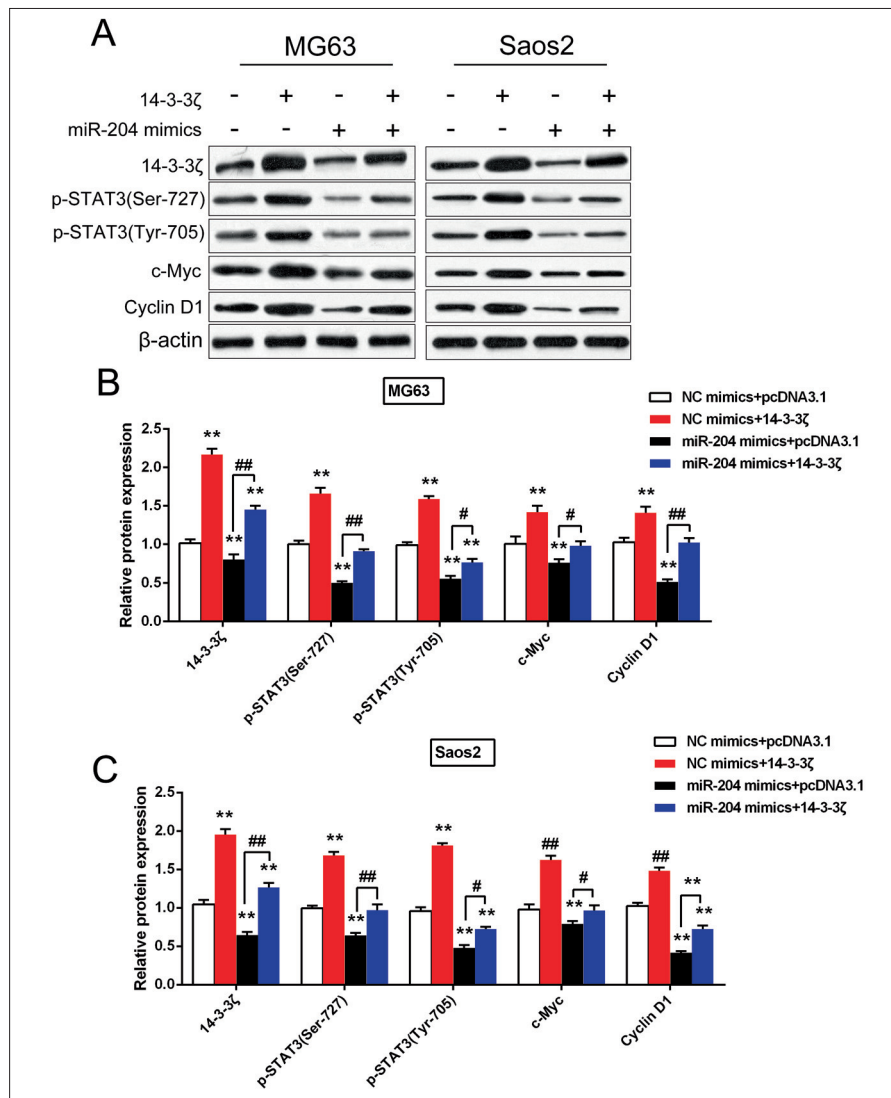 A
MG63 Saos2
14-3-3ζ - + - + - + - +
miR-204 mimics - - + + - - + +
14-3-3ζ
p-STAT3(Ser-727)
p-STAT3(Tyr-705)
c-Myc
Cyclin D1
β-actin
B
MG63
NC mimics+pcDNA3.1
NC mimics+14-3-3ζ
miR-204 mimics+pcDNA3.1
miR-204 mimics+14-3-3ζ
Relative protein expression
2.5
2.0
1.5
1.0
0.5
0.0
** ** ## **
** ** ##
** ** # **
** ** #
** ** ##
14-3-3ζ
p-STAT3(Ser-727)
p-STAT3(Tyr-705)
c-Myc
Cyclin D1
C
Saos2
NC mimics+pcDNA3.1
NC mimics+14-3-3ζ
miR-204 mimics+pcDNA3.1
miR-204 mimics+14-3-3ζ
Relative protein expression
2.5
2.0
1.5
1.0
0.5
0.0
** ** ## **
** ** ##
** ** # **
## ** #
## ** ** **
14-3-3ζ
p-STAT3(Ser-727)
p-STAT3(Tyr-705)
c-Myc
Cyclin D1